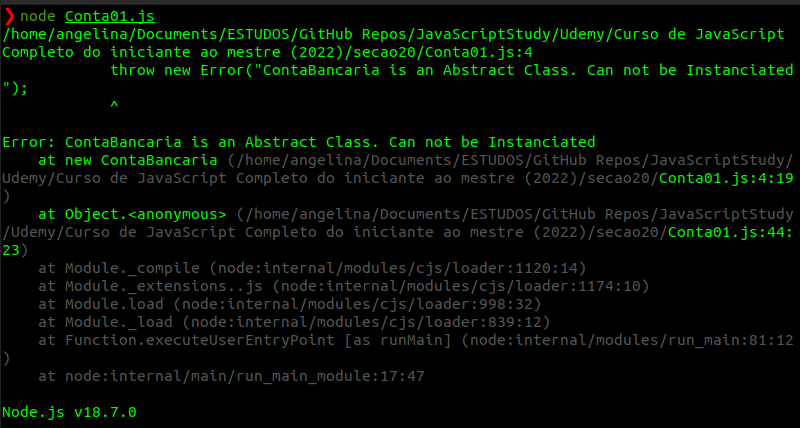 ❯ node Conta01.js
/home/angelina/Documents/ESTUDOS/GitHub Repos/JavaScriptStudy/Udemy/Curso de JavaScript
Completo do iniciante ao mestre (2022)/secao20/Conta01.js:4
            throw new Error("ContaBancaria is an Abstract Class. Can not be Instanciated
");
            ^

Error: ContaBancaria is an Abstract Class. Can not be Instanciated
    at new ContaBancaria (/home/angelina/Documents/ESTUDOS/GitHub Repos/JavaScriptStudy/
Udemy/Curso de JavaScript Completo do iniciante ao mestre (2022)/secao20/Conta01.js:4:19
)
    at Object.<anonymous> (/home/angelina/Documents/ESTUDOS/GitHub Repos/JavaScriptStudy
/Udemy/Curso de JavaScript Completo do iniciante ao mestre (2022)/secao20/Conta01.js:44:
23)
    at Module._compile (node:internal/modules/cjs/loader:1120:14)
    at Module._extensions..js (node:internal/modules/cjs/loader:1174:10)
    at Module.load (node:internal/modules/cjs/loader:998:32)
    at Module._load (node:internal/modules/cjs/loader:839:12)
    at Function.executeUserEntryPoint [as runMain] (node:internal/modules/run_main:81:12
)
    at node:internal/main/run_main_module:17:47

Node.js v18.7.0